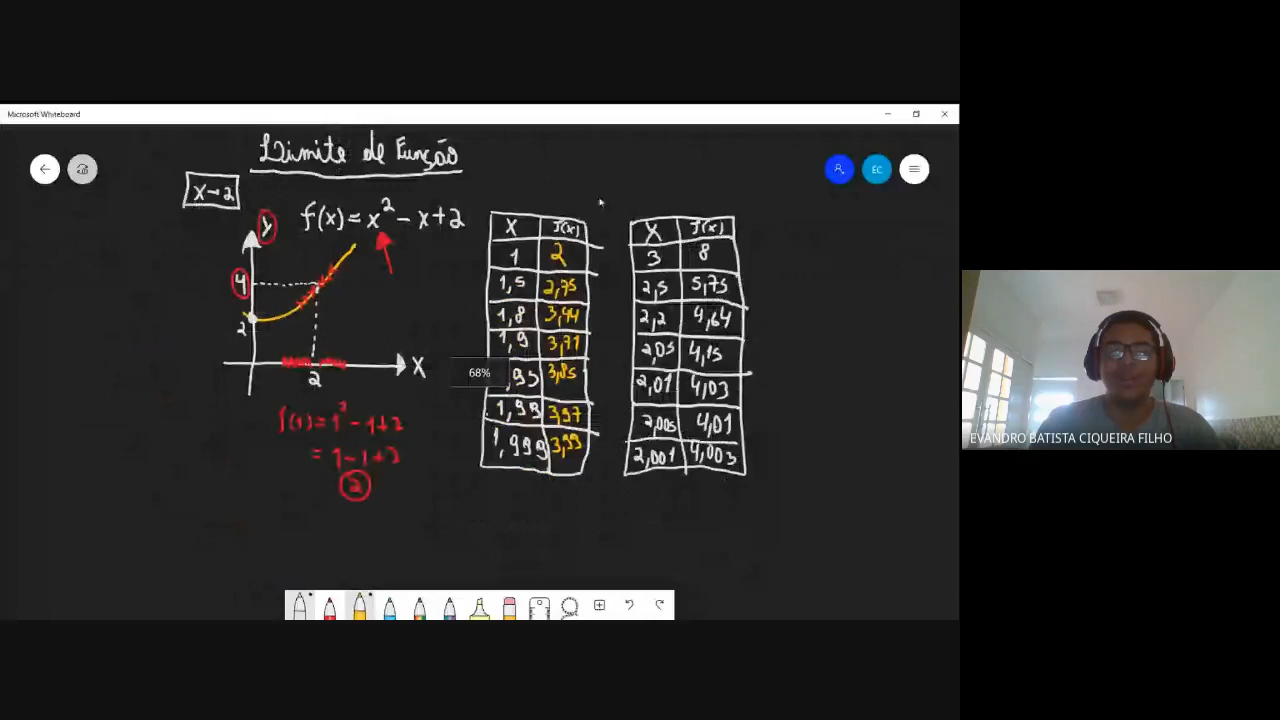 Microsoft Whiteboard
Limite de Função
X→2
f(x) = x² - x + 2
y
4
2
2
X
f(1) = 1² - 1 + 2
= 1 - 1 + 2
2
X f(x)
1 2
1,5 2,75
1,8 3,44
1,9 3,71
,95 3,85
1,99 3,97
1,999 3,99
68%
X f(x)
3 8
2,5 5,75
2,2 4,64
2,05 4,15
2,01 4,03
2,005 4,01
2,001 4,003
EC
EVANDRO BATISTA CIQUEIRA FILHO